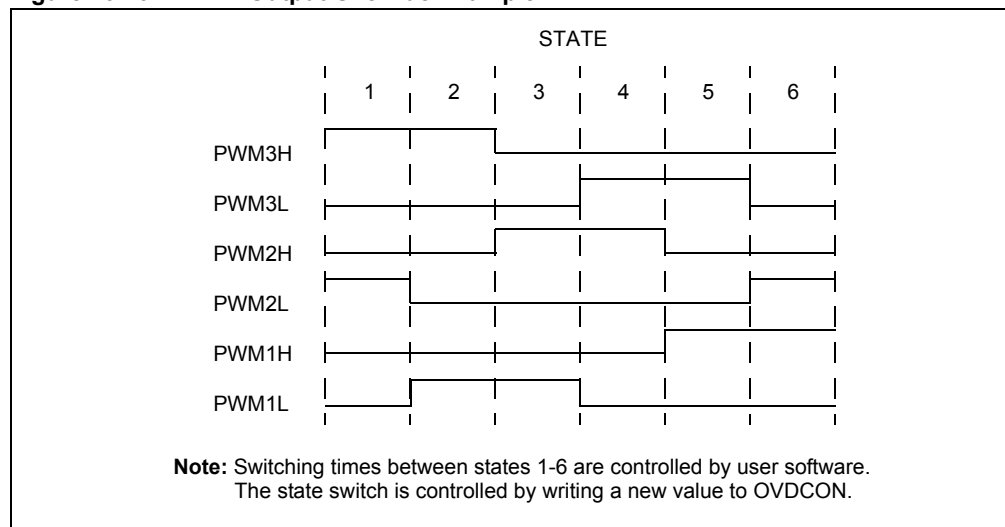 STATE
1 2 3 4 5 6
PWM3H
PWM3L
PWM2H
PWM2L
PWM1H
PWM1L
Note: Switching times between states 1-6 are controlled by user software.
The state switch is controlled by writing a new value to OVDCON.